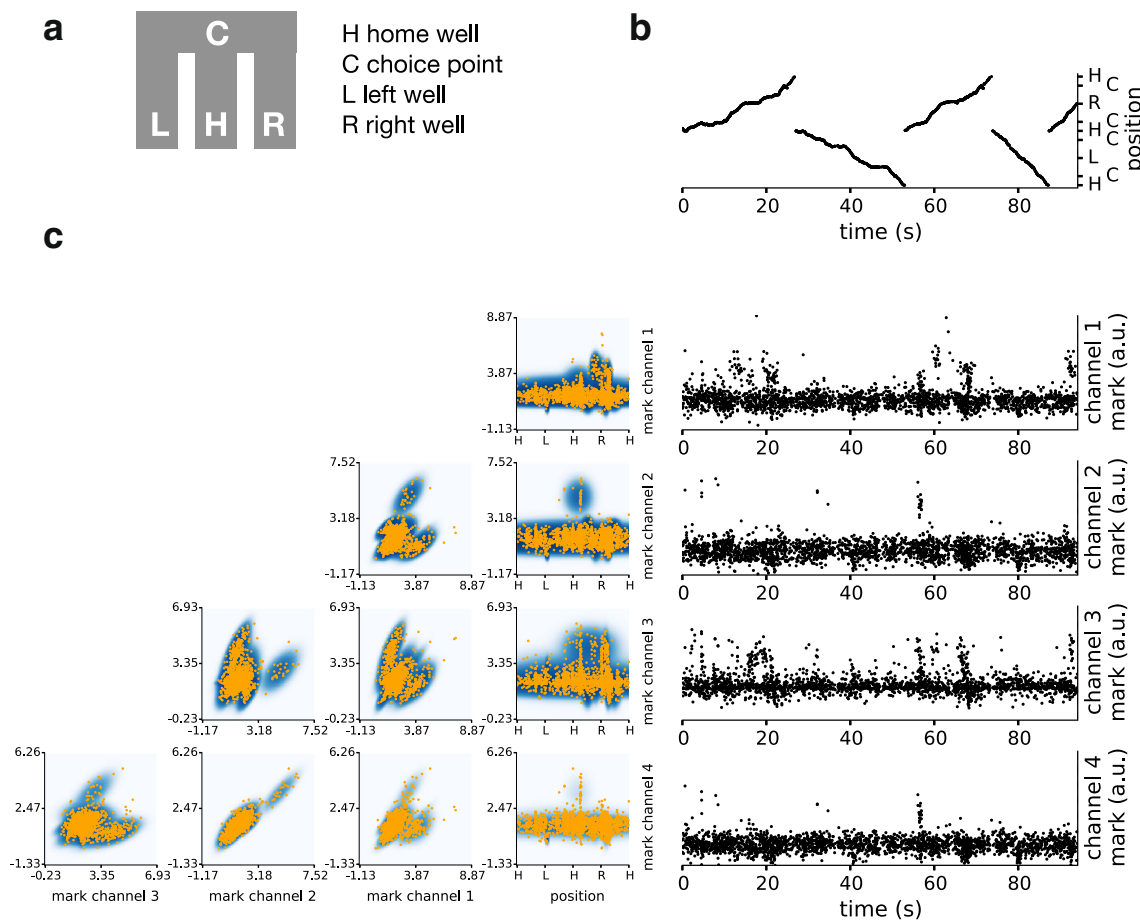 a
C
L H R
H home well
C choice point
L left well
R right well
b
H
C
R
C
H
C
L
C
H
position
0 20 40 60 80
time (s)
c
8.87
3.87
-1.13
H L H R H
mark channel 1
channel 1
mark (a.u.)
0 20 40 60 80
7.52
3.18
-1.17
-1.13 3.87 8.87
7.52
3.18
-1.17
H L H R H
mark channel 2
channel 2
mark (a.u.)
0 20 40 60 80
6.93
3.35
-0.23
-1.17 3.18 7.52
6.93
3.35
-0.23
-1.13 3.87 8.87
6.93
3.35
-0.23
H L H R H
mark channel 3
channel 3
mark (a.u.)
0 20 40 60 80
6.26
2.47
-1.33
-0.23 3.35 6.93
mark channel 3
6.26
2.47
-1.33
-1.17 3.18 7.52
mark channel 2
6.26
2.47
-1.33
-1.13 3.87 8.87
mark channel 1
6.26
2.47
-1.33
H L H R H
position
mark channel 4
channel 4
mark (a.u.)
0 20 40 60 80
time (s)